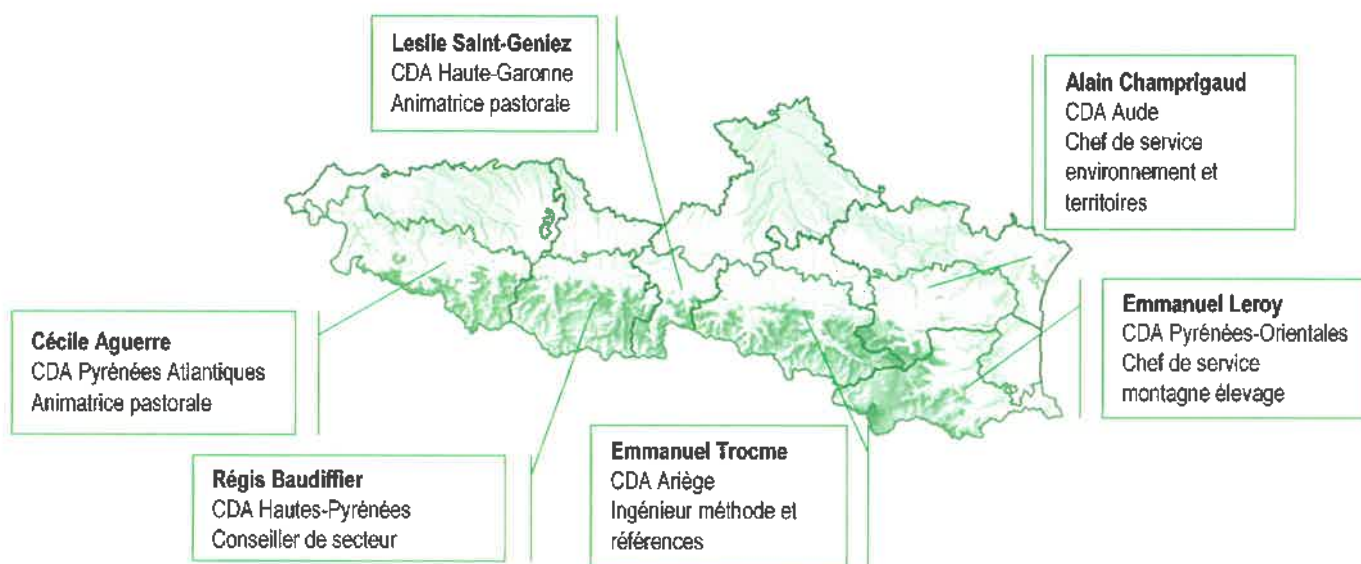 Leslie Saint-Geniez
CDA Haute-Garonne
Animatrice pastorale
Alain Champrigaud
CDA Aude
Chef de service
environnement et
territoires
Cécile Aguerre
CDA Pyrénées Atlantiques
Animatrice pastorale
Emmanuel Leroy
CDA Pyrénées-Orientales
Chef de service
montagne élevage
Régis Baudiffier
CDA Hautes-Pyrénées
Conseiller de secteur
Emmanuel Trocme
CDA Ariège
Ingénieur méthode et
références